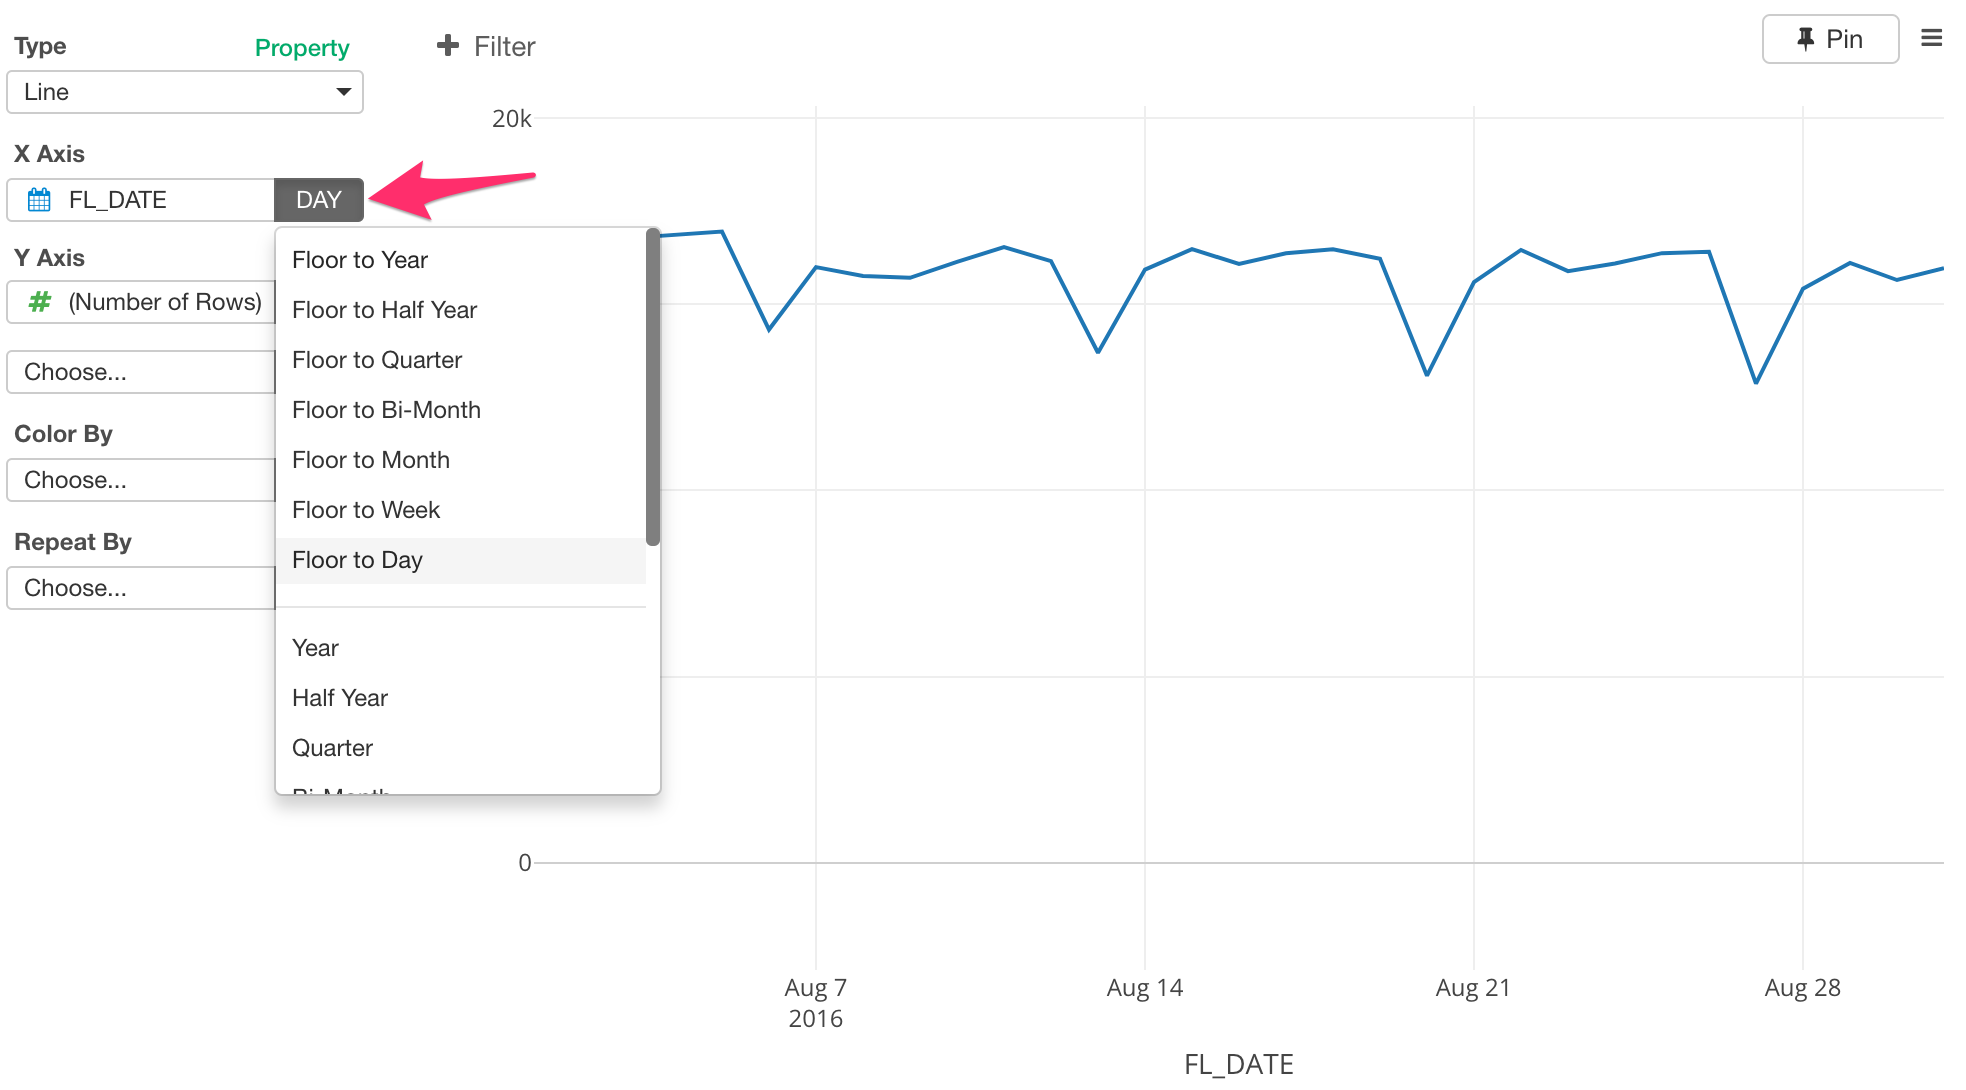 Type
Property
Line
X Axis
FL_DATE
DAY
Y Axis
(Number of Rows)
Choose...
Color By
Choose...
Repeat By
Choose...
Floor to Year
Floor to Half Year
Floor to Quarter
Floor to Bi-Month
Floor to Month
Floor to Week
Floor to Day
Year
Half Year
Quarter
Bi-Month
Filter
Pin
20k
0
Aug 7
2016
Aug 14
Aug 21
Aug 28
FL_DATE